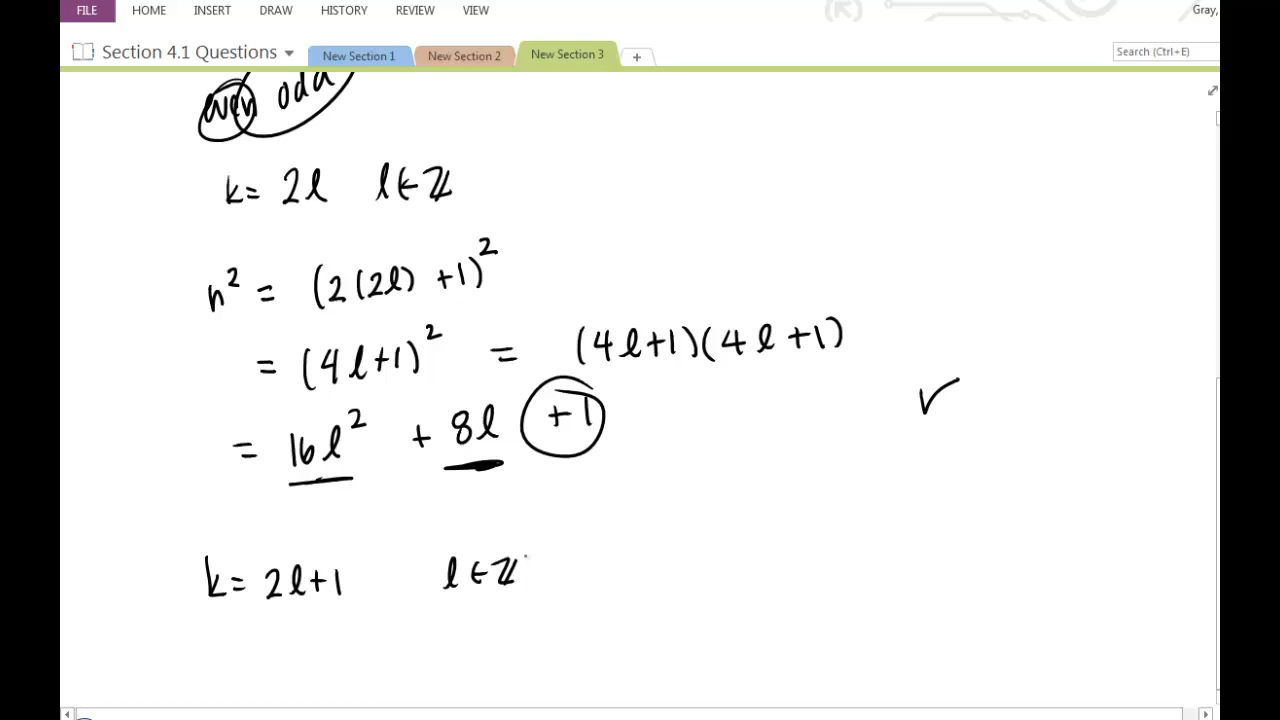 FILE HOME INSERT DRAW HISTORY REVIEW VIEW Gray,
Section 4.1 Questions New Section 1 New Section 2 New Section 3 + Search (Ctrl+E)
even odd
k = 2l l ∈ ℤ
n² = (2(2l) +1)²
= (4l+1)² = (4l+1)(4l+1)
= 16l² + 8l +1
k = 2l+1 l ∈ ℤ